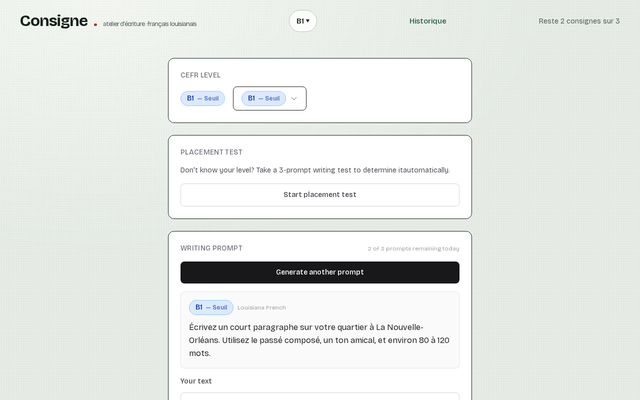 Consigne. atelier d'écriture · français louisianais
B1 ▾
Historique
Reste 2 consignes sur 3
CEFR LEVEL
B1 — Seuil
B1 — Seuil
PLACEMENT TEST
Don't know your level? Take a 3-prompt writing test to determine itautomatically.
Start placement test
WRITING PROMPT
2 of 3 prompts remaining today
Generate another prompt
B1 — Seuil Louisiana French
Écrivez un court paragraphe sur votre quartier à La Nouvelle-
Orléans. Utilisez le passé composé, un ton amical, et environ 80 à 120
mots.
Your text